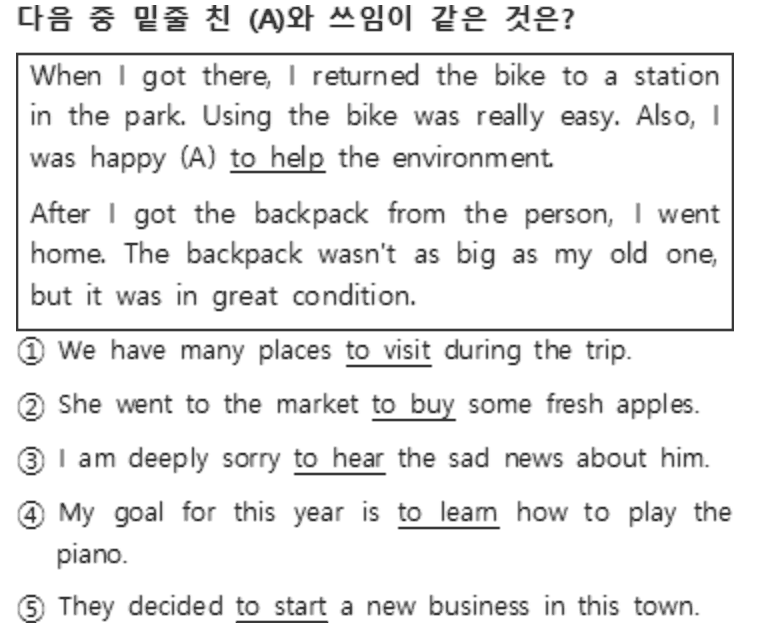 다음 중 밑줄 친 (A)와 쓰임이 같은 것은?
When I got there, I returned the bike to a station
in the park. Using the bike was really easy. Also, I
was happy (A) to help the environment.
After I got the backpack from the person, I went
home. The backpack wasn't as big as my old one,
but it was in great condition.
① We have many places to visit during the trip.
② She went to the market to buy some fresh apples.
③ I am deeply sorry to hear the sad news about him.
④ My goal for this year is to learn how to play the
piano.
⑤ They decided to start a new business in this town.